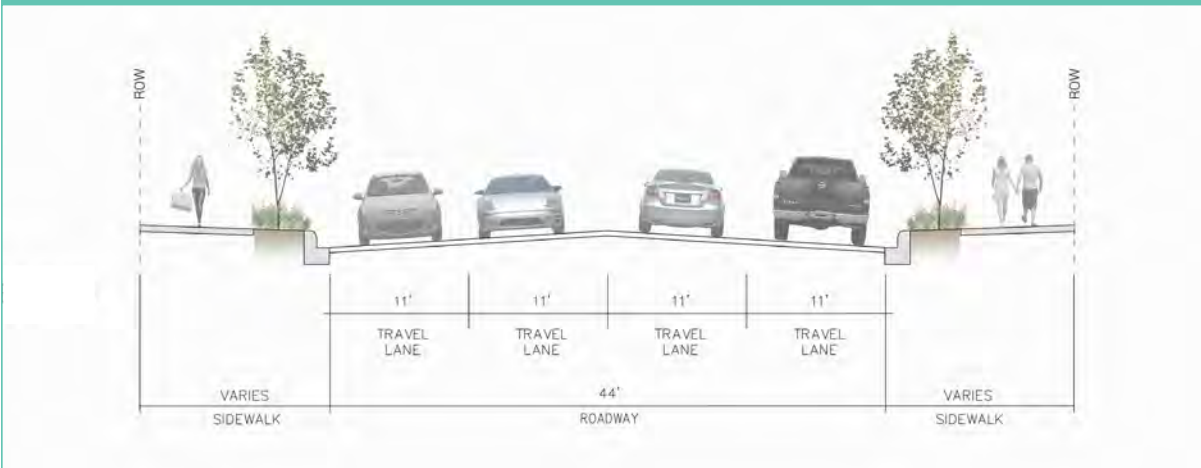 ROW
ROW
11' 11' 11' 11'
TRAVEL LANE
TRAVEL LANE
TRAVEL LANE
TRAVEL LANE
VARIES 44' VARIES
SIDEWALK ROADWAY SIDEWALK